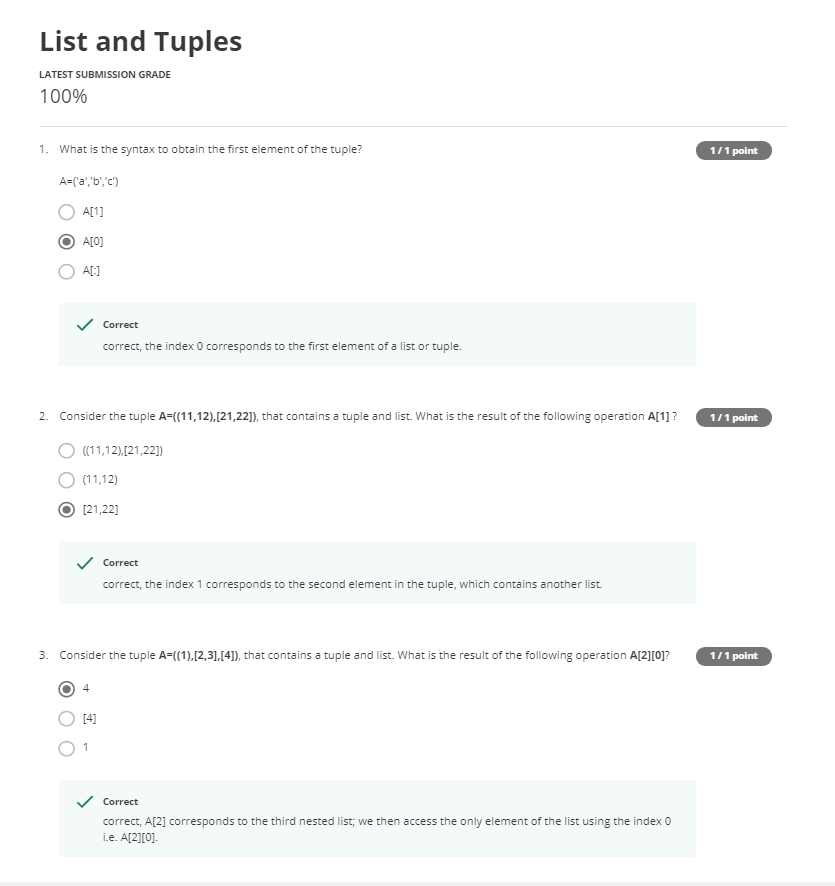 List and Tuples
LATEST SUBMISSION GRADE
100%
1. What is the syntax to obtain the first element of the tuple?
1 / 1 point
A=('a','b','c')
A[1]
A[0]
A[:]
Correct
correct, the index 0 corresponds to the first element of a list or tuple.
2. Consider the tuple A=((11,12),[21,22]), that contains a tuple and list. What is the result of the following operation A[1] ?
1 / 1 point
((11,12),[21,22])
(11,12)
[21,22]
Correct
correct, the index 1 corresponds to the second element in the tuple, which contains another list.
3. Consider the tuple A=((1),[2,3],[4]), that contains a tuple and list. What is the result of the following operation A[2][0]?
1 / 1 point
4
[4]
1
Correct
correct, A[2] corresponds to the third nested list; we then access the only element of the list using the index 0
i.e. A[2][0].